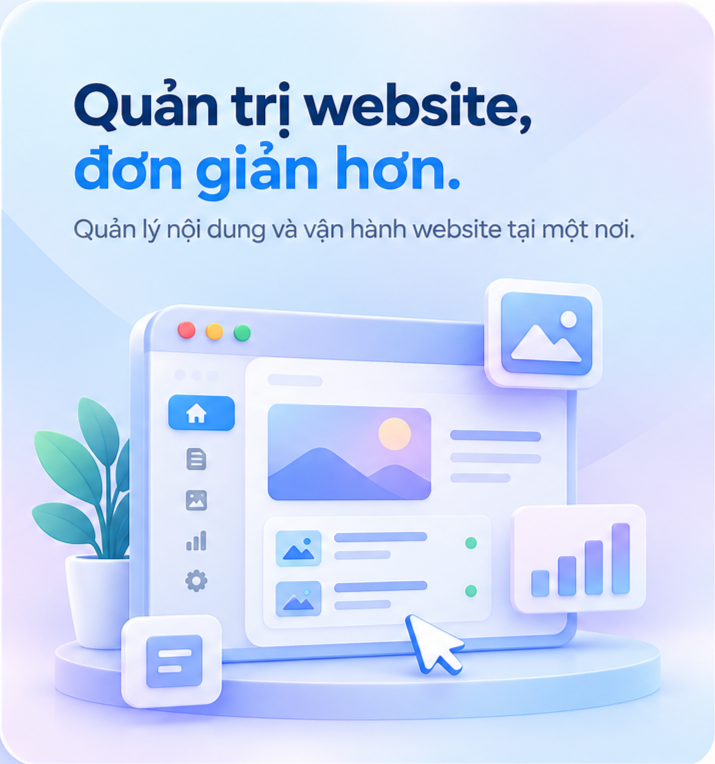 Quản trị website,
đơn giản hơn.
Quản lý nội dung và vận hành website tại một nơi.